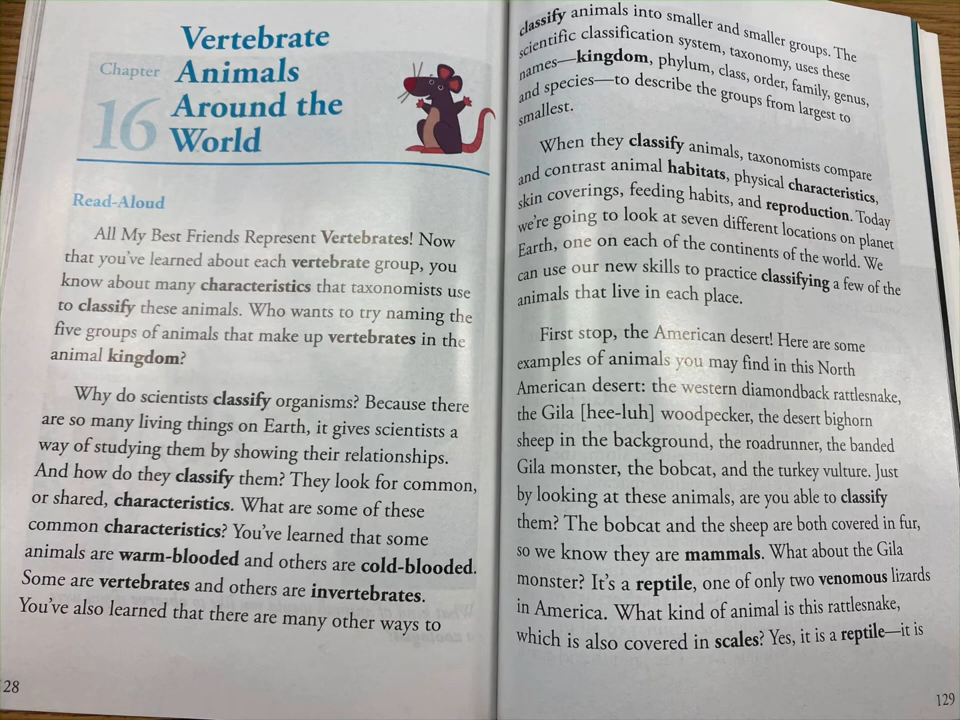 Chapter
16
Vertebrate
Animals
Around the
World
Read-Aloud
All My Best Friends Represent Vertebrates! Now
that you've learned about each vertebrate group, you
know about many characteristics that taxonomists use
to classify these animals. Who wants to try naming the
five groups of animals that make up vertebrates in the
animal kingdom?
Why do scientists classify organisms? Because there
are so many living things on Earth, it gives scientists a
way of studying them by showing their relationships.
And how do they classify them? They look for common,
or shared, characteristics. What are some of these
common characteristics? You've learned that some
animals are warm-blooded and others are cold-blooded.
Some are vertebrates and others are invertebrates.
You've also learned that there are many other ways to
28
classify animals into smaller and smaller groups. The
scientific classification system, taxonomy, uses these
names—kingdom, phylum, class, order, family, genus,
and species—to describe the groups from largest to
smallest.
When they classify animals, taxonomists compare
and contrast animal habitats, physical characteristics,
skin coverings, feeding habits, and reproduction. Today
we're going to look at seven different locations on planet
Earth, one on each of the continents of the world. We
can use our new skills to practice classifying a few of the
animals that live in each place.
First stop, the American desert! Here are some
examples of animals you may find in this North
American desert: the western diamondback rattlesnake,
the Gila [hee-luh] woodpecker, the desert bighorn
sheep in the background, the roadrunner, the banded
Gila monster, the bobcat, and the turkey vulture. Just
by looking at these animals, are you able to classify
them? The bobcat and the sheep are both covered in fur,
so we know they are mammals. What about the Gila
monster? It's a reptile, one of only two venomous lizards
in America. What kind of animal is this rattlesnake,
which is also covered in scales? Yes, it is a reptile—it is
129